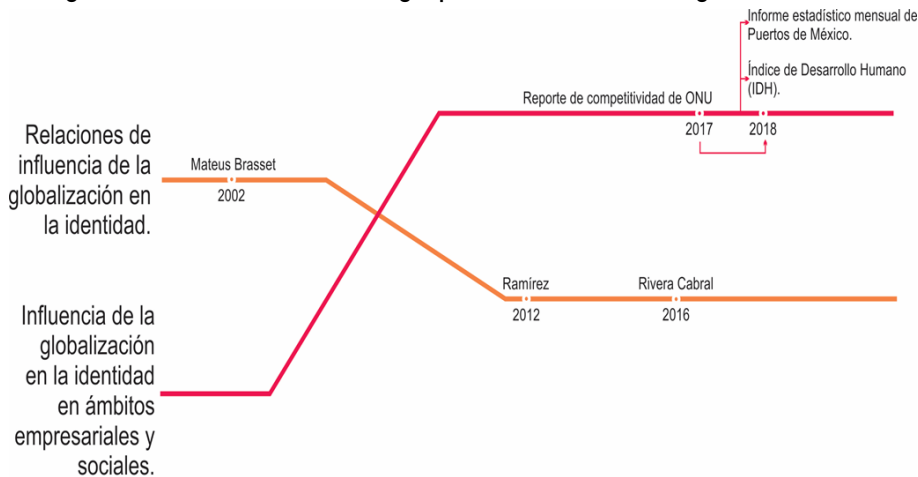 Informe estadístico mensual de
Puertos de México.
Índice de Desarrollo Humano
(IDH).
Reporte de competitividad de ONU
2017
2018
Relaciones de
influencia de la
globalización en
la identidad.
Mateus Brasset
2002
Ramírez
2012
Rivera Cabral
2016
Influencia de la
globalización
en la identidad
en ámbitos
empresariales y
sociales.